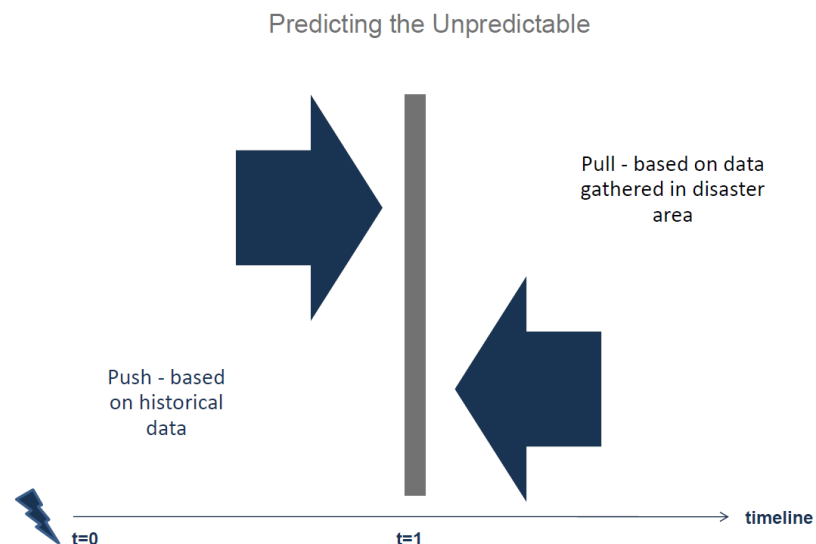 Predicting the Unpredictable
Pull - based on data
gathered in disaster
area
Push - based
on historical
data
timeline
t=0
t=1